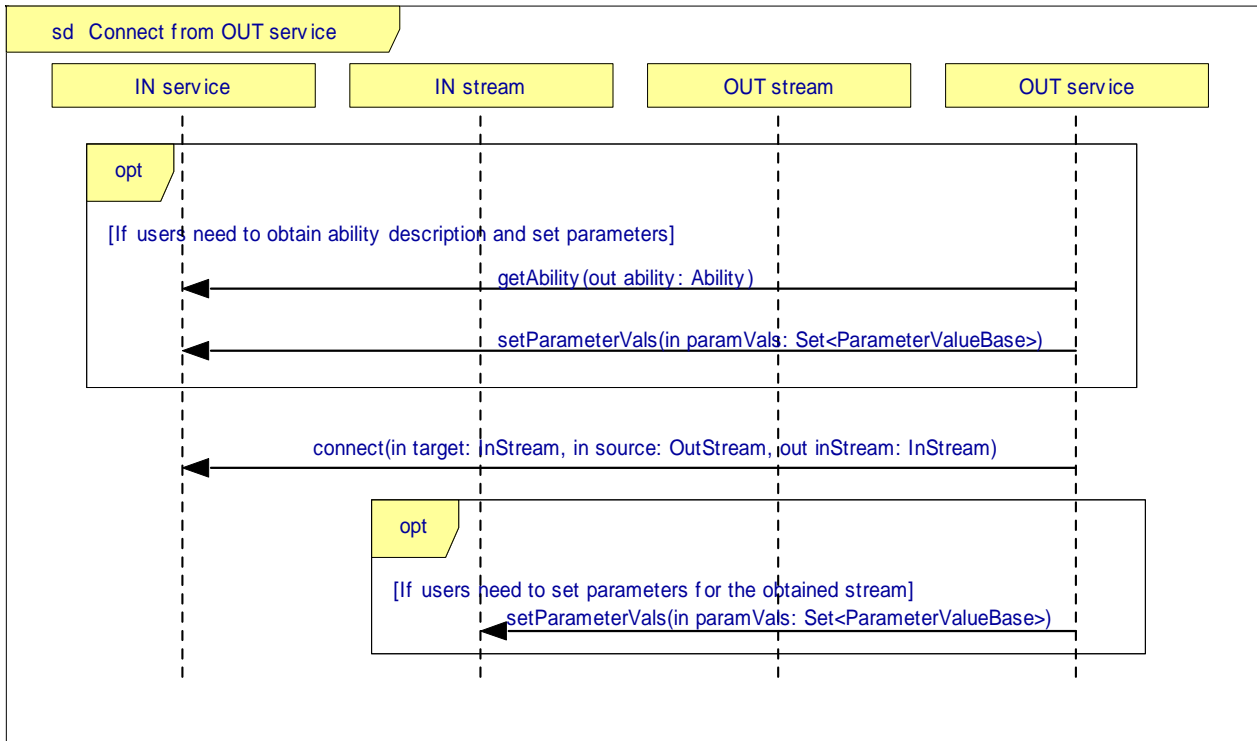 sd Connect from OUT service
IN service
IN stream
OUT stream
OUT service
opt
[If users need to obtain ability description and set parameters]
getAbility(out ability: Ability)
setParameterVals(in paramVals: Set<ParameterValueBase>)
connect(in target: InStream, in source: OutStream, out inStream: InStream)
opt
[If users need to set parameters for the obtained stream]
setParameterVals(in paramVals: Set<ParameterValueBase>)